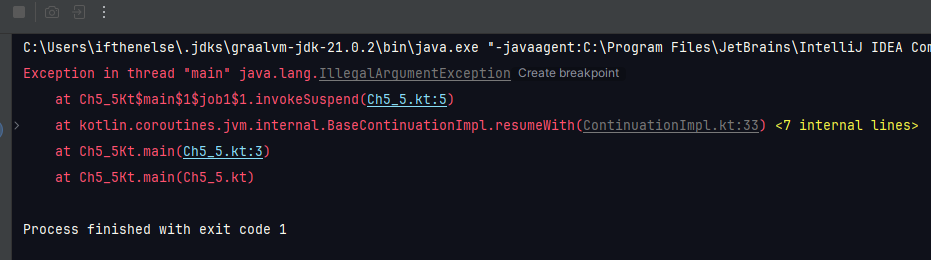 C:\Users\ifthenelse\.jdks\graalvm-jdk-21.0.2\bin\java.exe "-javaagent:C:\Program Files\JetBrains\IntelliJ IDEA Com
Exception in thread "main" java.lang.IllegalArgumentException Create breakpoint
at Ch5_5Kt$main$1$job1$1.invokeSuspend(Ch5_5.kt:5)
at kotlin.coroutines.jvm.internal.BaseContinuationImpl.resumeWith(ContinuationImpl.kt:33) <7 internal lines>
at Ch5_5Kt.main(Ch5_5.kt:3)
at Ch5_5Kt.main(Ch5_5.kt)
Process finished with exit code 1